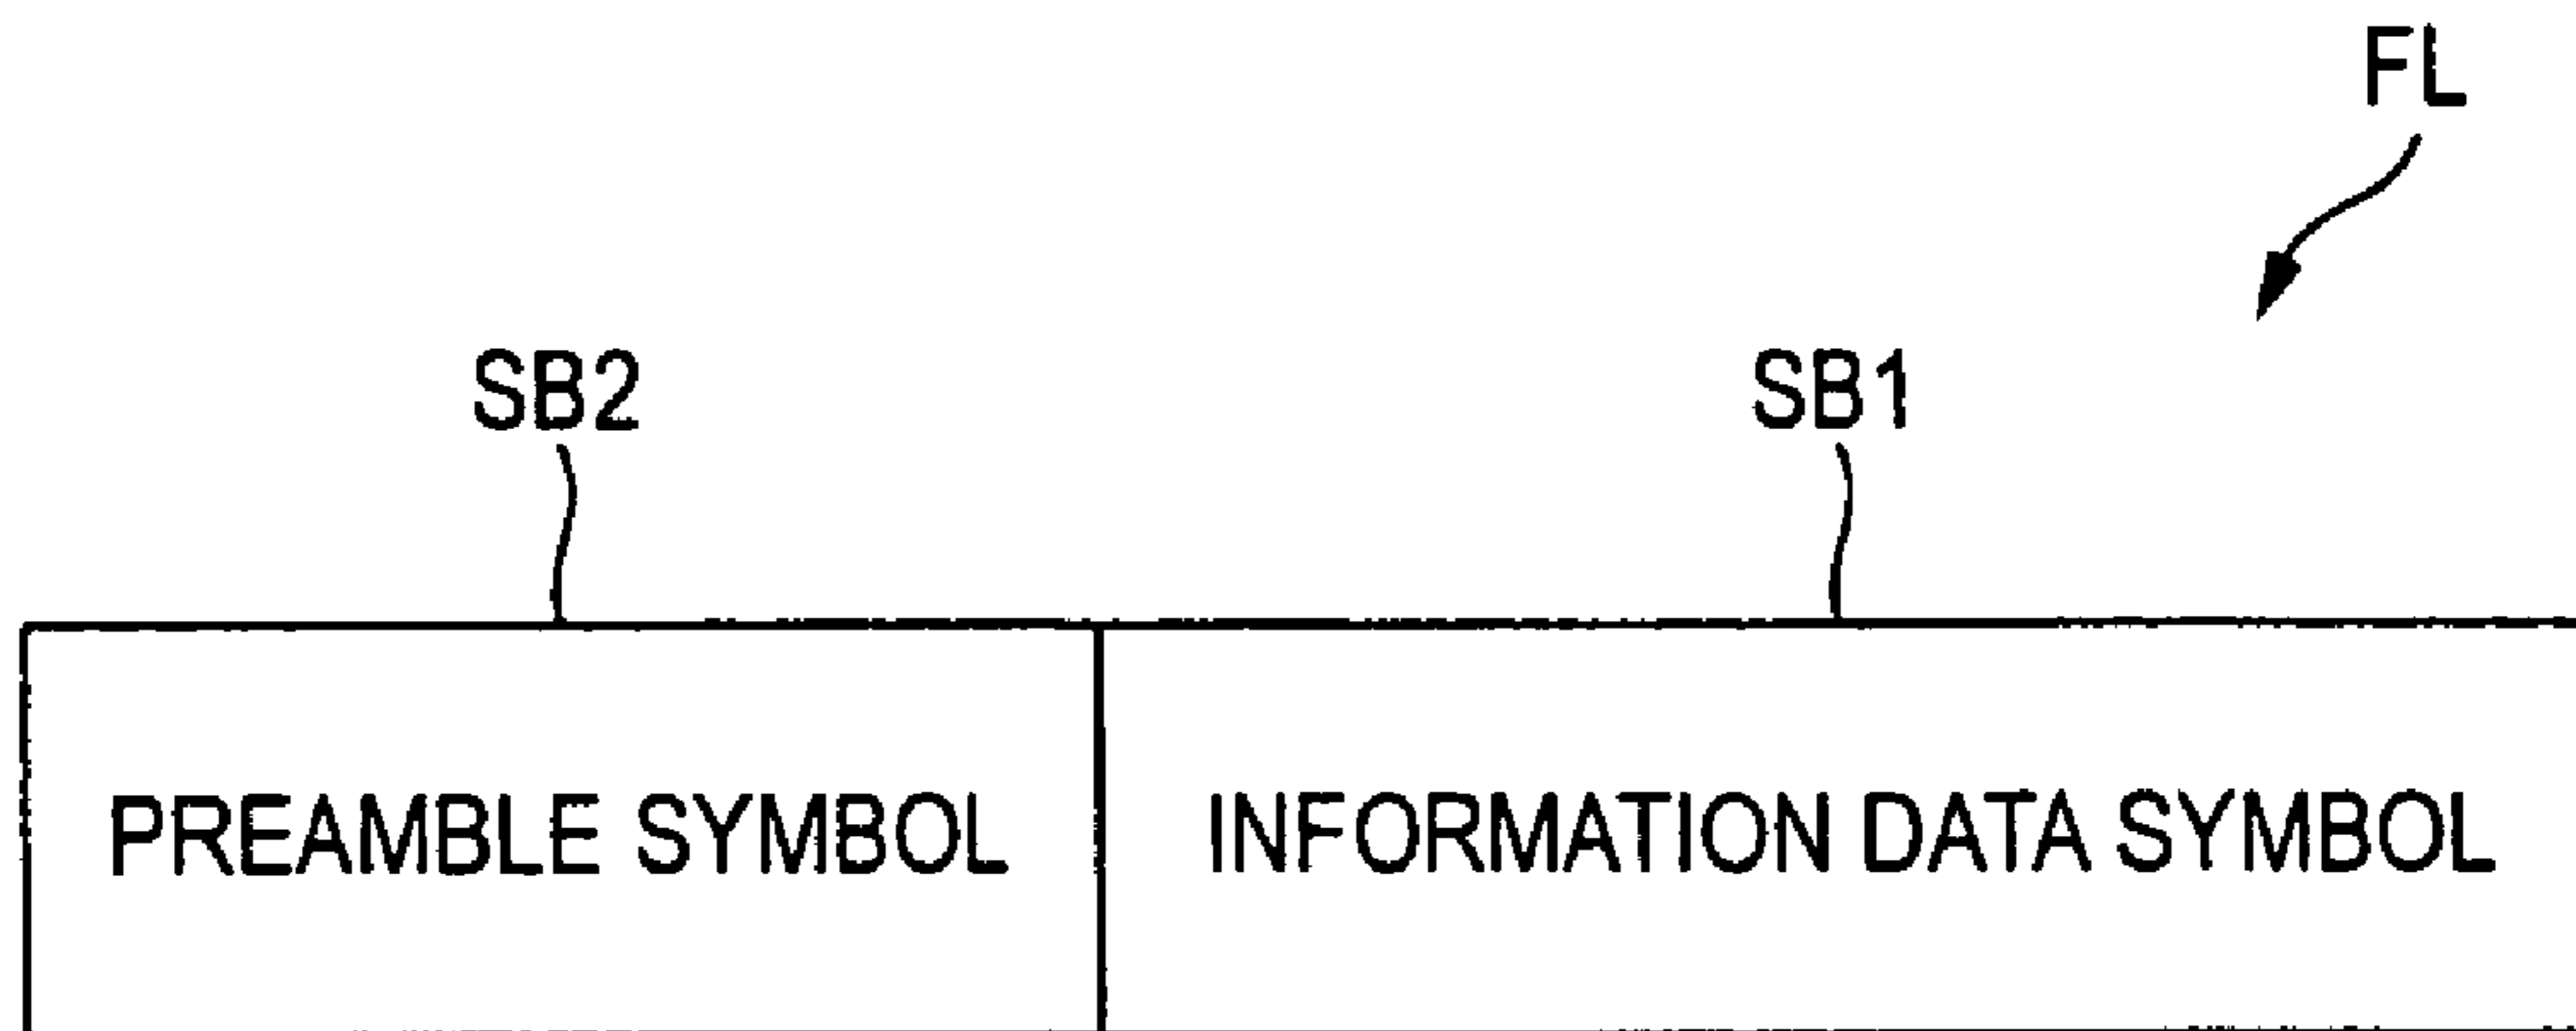 FL
SB2 SB1
PREAMBLE SYMBOL INFORMATION DATA SYMBOL